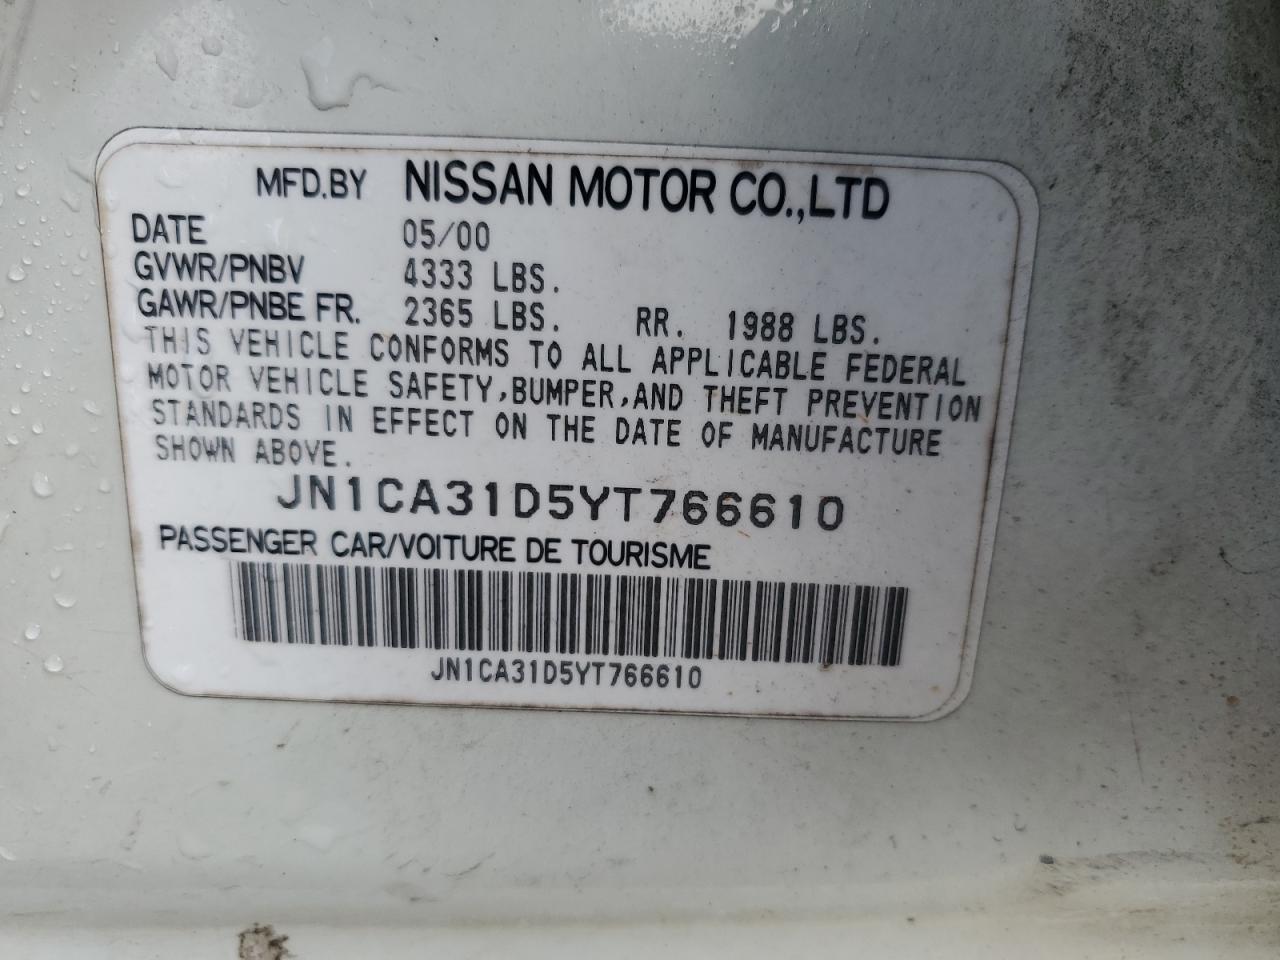 MFD.BY NISSAN MOTOR CO.,LTD
DATE 05/00
GVWR/PNBV 4333 LBS.
GAWR/PNBE FR. 2365 LBS. RR. 1988 LBS.
THIS VEHICLE CONFORMS TO ALL APPLICABLE FEDERAL
MOTOR VEHICLE SAFETY,BUMPER,AND THEFT PREVENTION
STANDARDS IN EFFECT ON THE DATE OF MANUFACTURE
SHOWN ABOVE.
JN1CA31D5YT766610
PASSENGER CAR/VOITURE DE TOURISME
JN1CA31D5YT766610